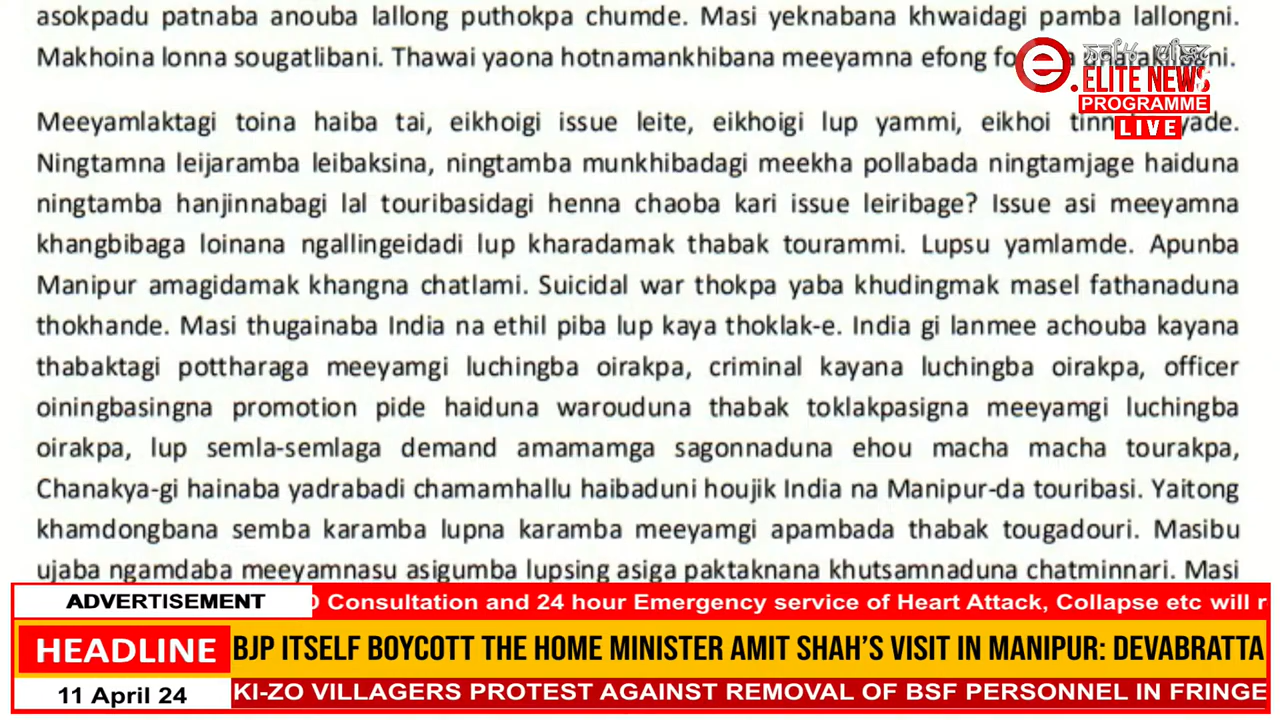 asokpadu patnaba anouba lallong puthokpa chumde. Masi yeknabana khwaidagi pamba lallongni.
Makhoina lonna sougatlibani. Thawai yaona hotnamankhibana meeyamna efong
e.
ELITE NEWS
PROGRAMME
LIVE
Meeyamlaktagi toina haiba tai, eikhoigi issue leite, eikhoigi lup yammi, eikhoi
Ningtamna leijaramba leibaksina, ningtamba munkhibadagi meekha pollabada ningtamjage haiduna
ningtamba hanjinnabagi lal touribasidagi henna chaoba kari issue leiribage? Issue asi meeyamna
khangbibaga loinana ngallingeidadi lup kharadamak thabak tourammi. Lupsu yamlamde. Apunba
Manipur amagidamak khangna chatlami. Suicidal war thokpa yaba khudingmak masel fathanaduna
thokhande. Masi thugainaba India na ethil piba lup kaya thoklak-e. India gi lanmee achouba kayana
thabaktagi pottharaga meeyamgi luchingba oirakpa, criminal kayana luchingba oirakpa, officer
oiningbasingna promotion pide haiduna warouduna thabak toklakpasigna meeyamgi luchingba
oirakpa, lup semla-semlaga demand amamamga sagonnaduna ehou macha macha tourakpa,
Chanakya-gi hainaba yadrabadi chamamhallu haibaduni houjik India na Manipur-da touribasi. Yaitong
khamdongbana semba karamba lupna karamba meeyamgi apambada thabak tougadouri. Masibu
ujaba ngamdaba meeyamnasu asigumba lupsing asiga paktaknana khutsamnaduna chatminnari. Masi
ADVERTISEMENT
Consultation and 24 hour Emergency service of Heart Attack, Collapse etc will r
HEADLINE
BJP ITSELF BOYCOTT THE HOME MINISTER AMIT SHAH'S VISIT IN MANIPUR: DEVABRATTA
11 April 24
KI-ZO VILLAGERS PROTEST AGAINST REMOVAL OF BSF PERSONNEL IN FRINGE